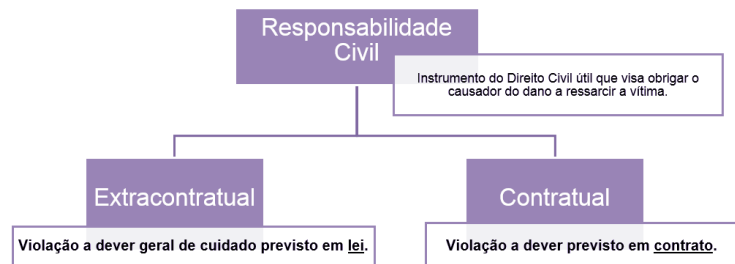 Responsabilidade
Civil
Instrumento do Direito Civil útil que visa obrigar o
causador do dano a ressarcir a vítima.
Extracontratual
Violação a dever geral de cuidado previsto em lei.
Contratual
Violação a dever previsto em contrato.